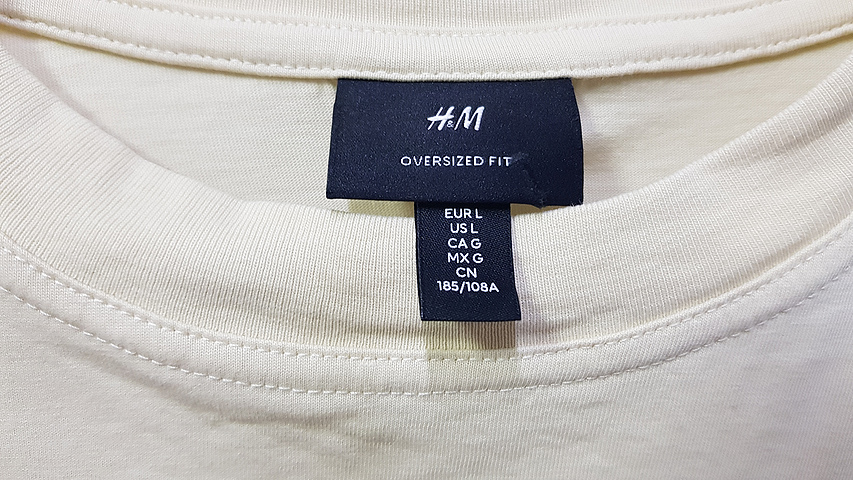 H&M
OVERSIZED FIT
EUR L
US L
CA G
MX G
CN
185/108A